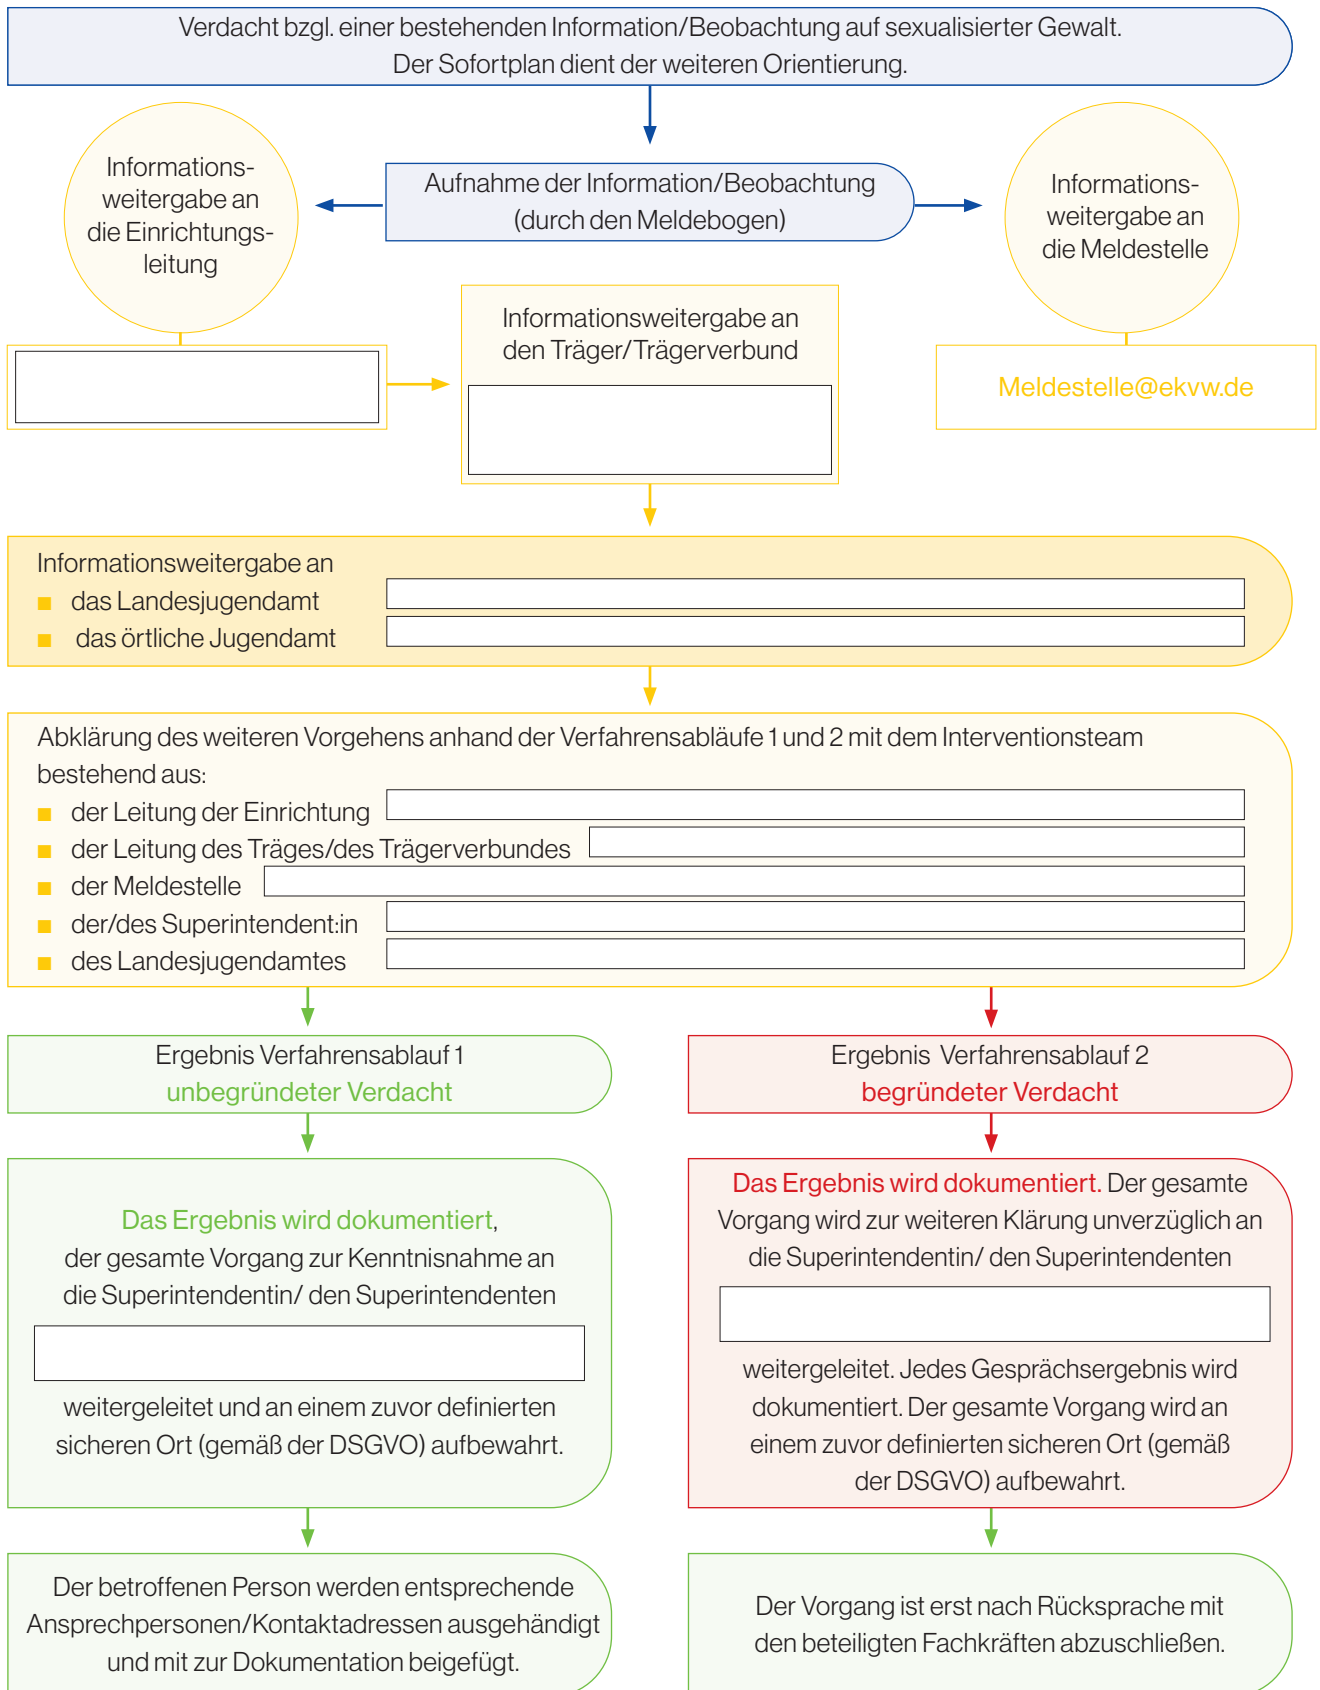 Verdacht bzgl. einer bestehenden Information/Beobachtung auf sexualisierter Gewalt.
Der Sofortplan dient der weiteren Orientierung.
Informations-
weitergabe an
die Einrichtungs-
leitung
Aufnahme der Information/Beobachtung
(durch den Meldebogen)
Informations-
weitergabe an
die Meldestelle
Informationsweitergabe an
den Träger/Trägerverbund
Meldestelle@ekvw.de
Informationsweitergabe an
■ das Landesjugendamt
■ das örtliche Jugendamt
Abklärung des weiteren Vorgehens anhand der Verfahrensabläufe 1 und 2 mit dem Interventionsteam
bestehend aus:
■ der Leitung der Einrichtung
■ der Leitung des Träges/des Trägerverbundes
■ der Meldestelle
■ der/des Superintendent:in
■ des Landesjugendamtes
Ergebnis Verfahrensablauf 1
unbegründeter Verdacht
Das Ergebnis wird dokumentiert,
der gesamte Vorgang zur Kenntnisnahme an
die Superintendentin/ den Superintendenten
weitergeleitet und an einem zuvor definierten
sicheren Ort (gemäß der DSGVO) aufbewahrt.
Der betroffenen Person werden entsprechende
Ansprechpersonen/Kontaktadressen ausgehändigt
und mit zur Dokumentation beigefügt.
Ergebnis Verfahrensablauf 2
begründeter Verdacht
Das Ergebnis wird dokumentiert. Der gesamte
Vorgang wird zur weiteren Klärung unverzüglich an
die Superintendentin/ den Superintendenten
weitergeleitet. Jedes Gesprächsergebnis wird
dokumentiert. Der gesamte Vorgang wird an
einem zuvor definierten sicheren Ort (gemäß
der DSGVO) aufbewahrt.
Der Vorgang ist erst nach Rücksprache mit
den beteiligten Fachkräften abzuschließen.